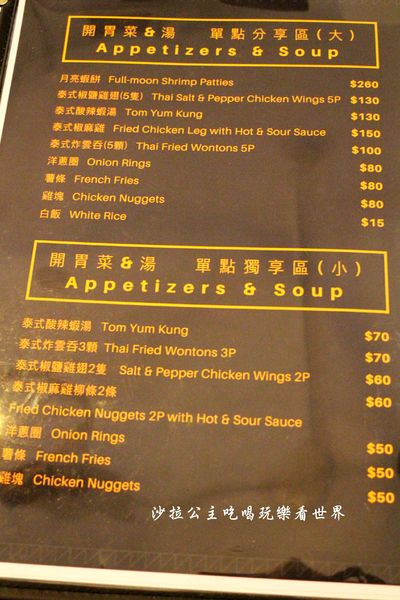 開胃菜&湯 單點分享區(大)
Appetizers & Soup
月亮蝦餅 Full-moon Shrimp Patties $260
泰式椒鹽雞翅(5隻) Thai Salt & Pepper Chicken Wings 5P $130
泰式酸辣蝦湯 Tom Yum Kung $130
泰式椒麻雞 Fried Chicken Leg with Hot & Sour Sauce $150
泰式炸雲吞(5顆) Thai Fried Wontons 5P $100
洋蔥圈 Onion Rings $80
薯條 French Fries $80
雞塊 Chicken Nuggets $80
白飯 White Rice $15
開胃菜&湯 單點獨享區(小)
Appetizers & Soup
泰式酸辣蝦湯 Tom Yum Kung $70
泰式炸雲吞3顆 Thai Fried Wontons 3P $70
泰式椒鹽雞翅2隻 Salt & Pepper Chicken Wings 2P $60
泰式椒麻雞柳條2條 $60
Fried Chicken Nuggets 2P with Hot & Sour Sauce
洋蔥圈 Onion Rings $50
薯條 French Fries $50
雞塊 Chicken Nuggets $50
沙拉公主吃喝玩樂看世界